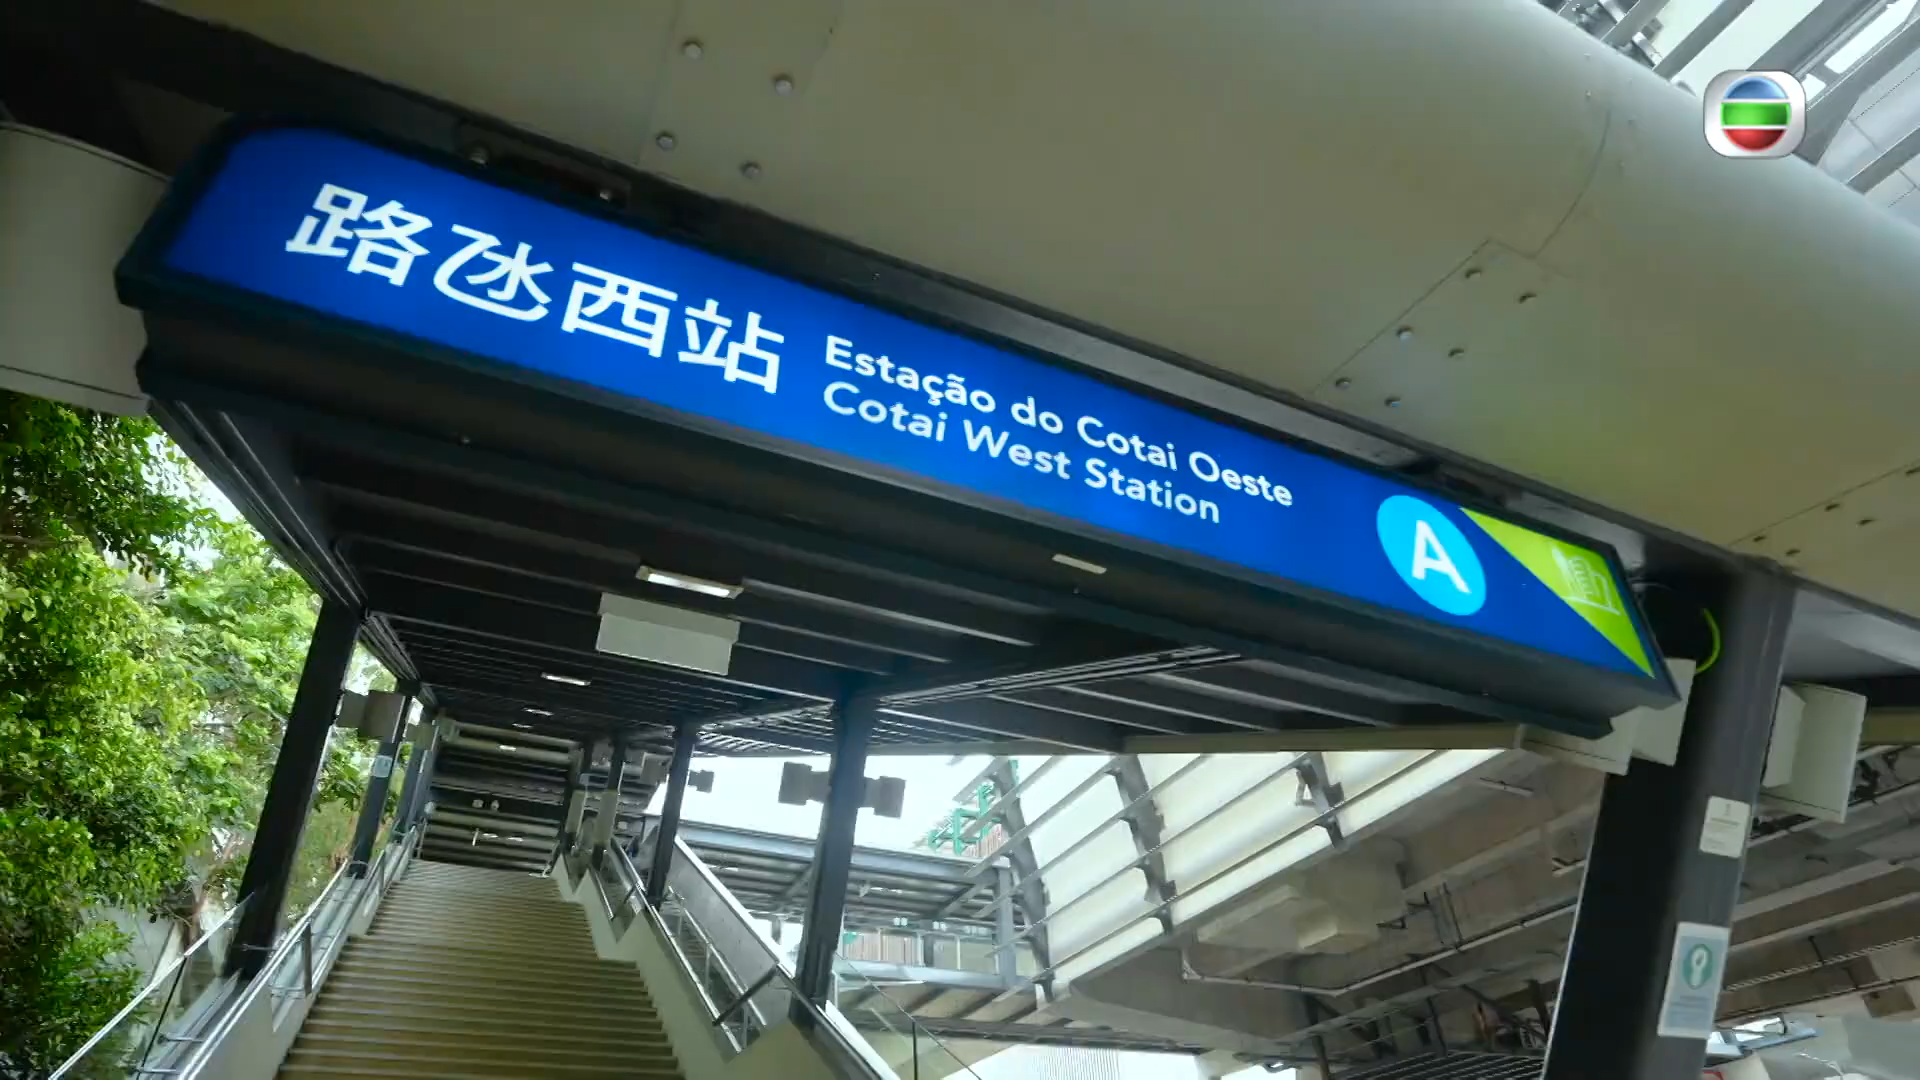 路氹西站
Estação do Cotai Oeste
Cotai West Station
A